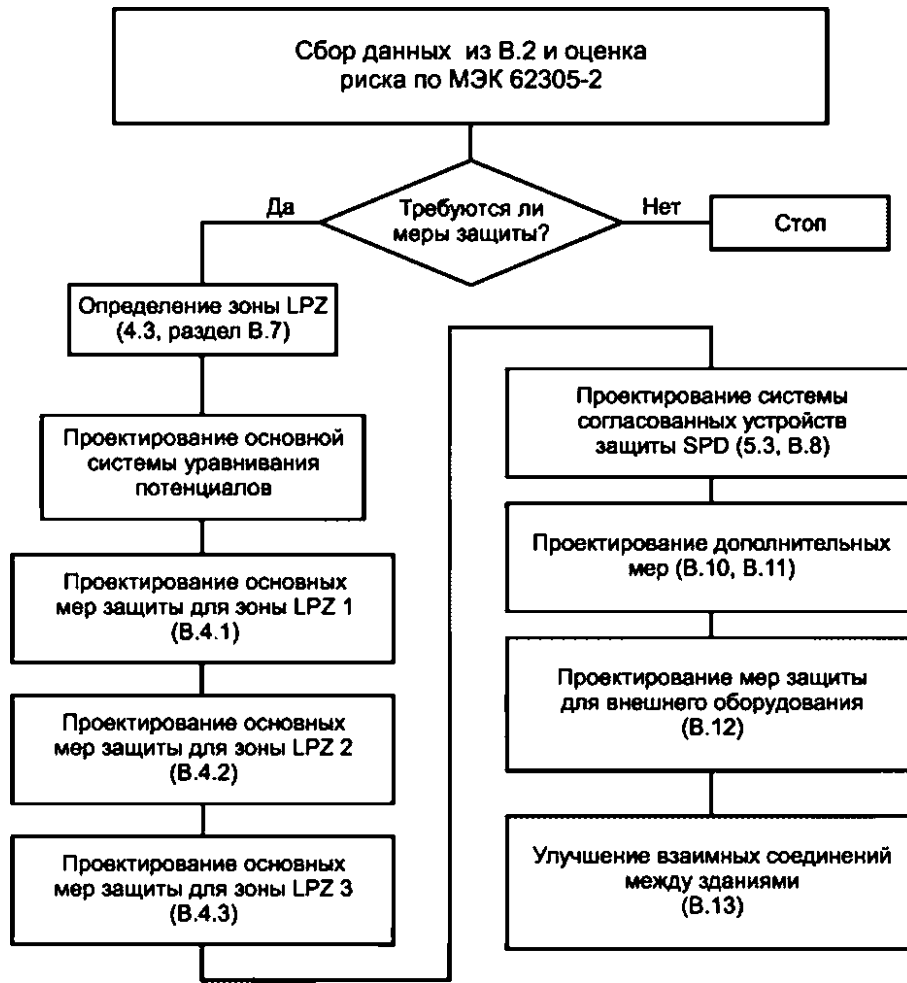 Сбор данных из В.2 и оценка
риска по МЭК 62305-2
Требуются ли
меры защиты?
Да
Нет
Стоп
Определение зоны LPZ
(4.3, раздел В.7)
Проектирование основной
системы уравнивания
потенциалов
Проектирование основных
мер защиты для зоны LPZ 1
(В.4.1)
Проектирование основных
мер защиты для зоны LPZ 2
(В.4.2)
Проектирование основных
мер защиты для зоны LPZ 3
(В.4.3)
Проектирование системы
согласованных устройств
защиты SPD (5.3, В.8)
Проектирование дополнительных
мер (В.10, В.11)
Проектирование мер защиты
для внешнего оборудования
(В.12)
Улучшение взаимных соединений
между зданиями
(В.13)